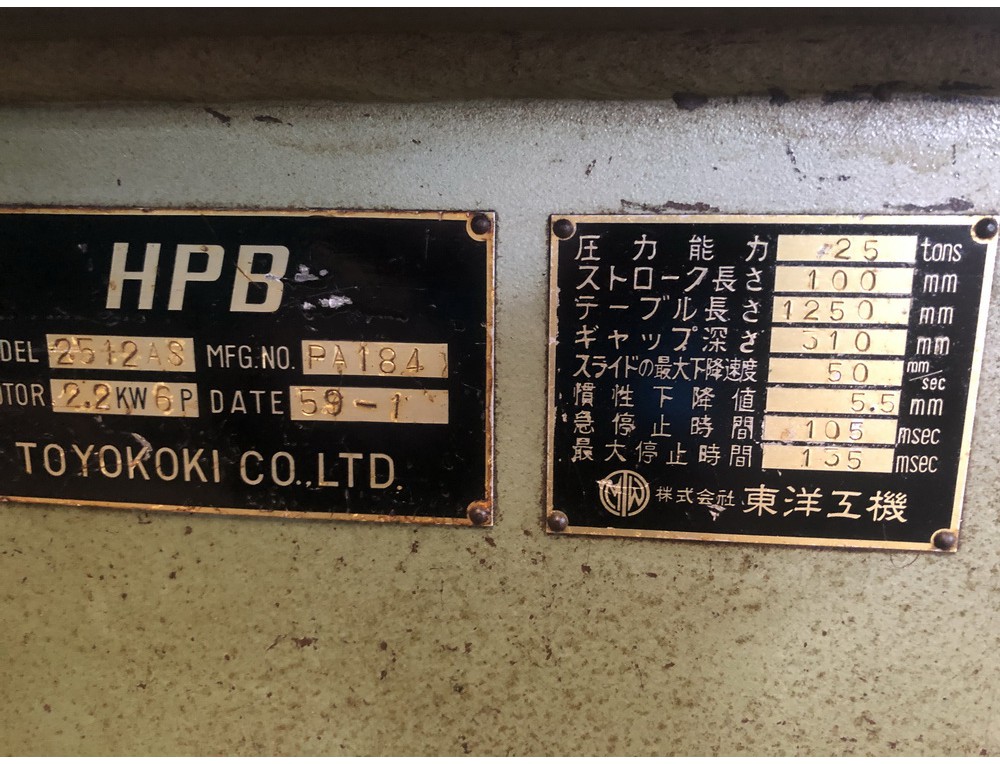 HPB
DEL 2512AS MFG.NO. PA184
OTOR 2.2KW 6P DATE 59-1
TOYOKOKI CO.,LTD.
圧力能力 25 tons
ストローク長さ 100 mm
テーブル長さ 1250 mm
ギャップ深さ 310 mm
スライドの最大下降速度 50 mm/sec
慣性下降値 5.5 mm
急停止時間 105 msec
最大停止時間 135 msec
株式会社 東洋工機